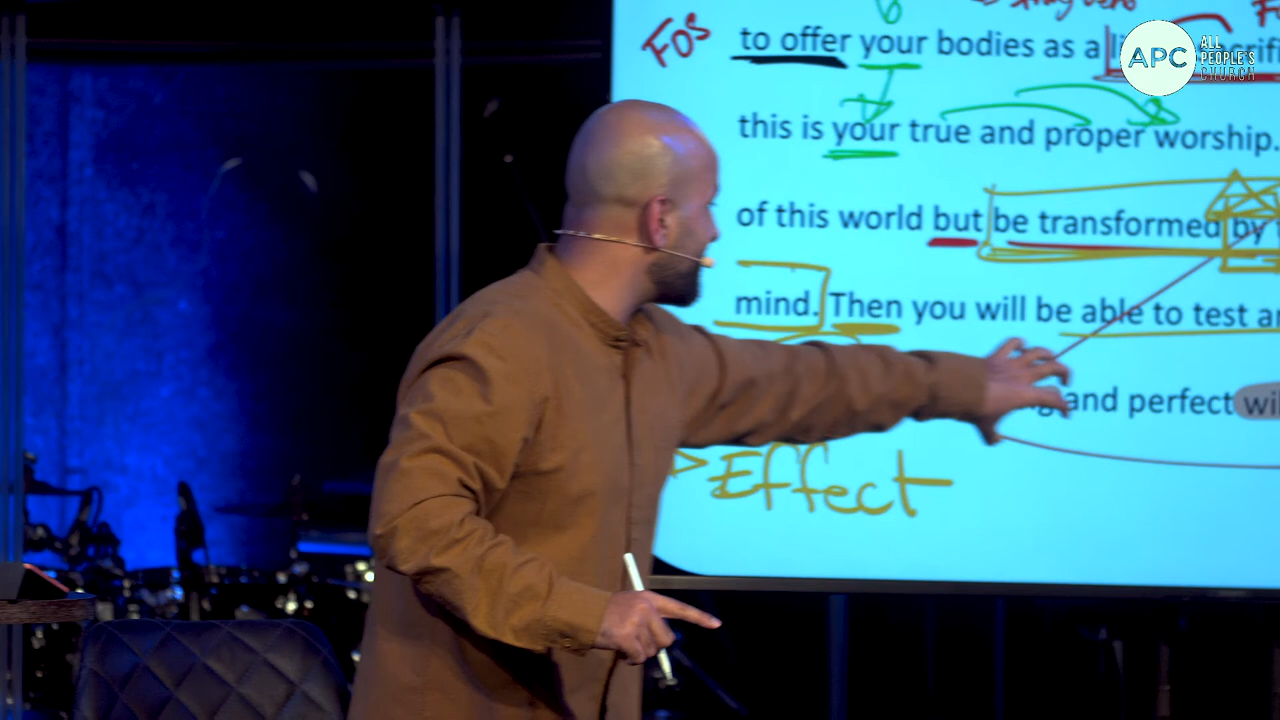 FOS
to offer your bodies as a
this is your true and proper worship.
of this world but be transformed by
mind. Then you will be able to test
and perfect
Effect
APC
ALL
PEOPLE'S
CHURCH